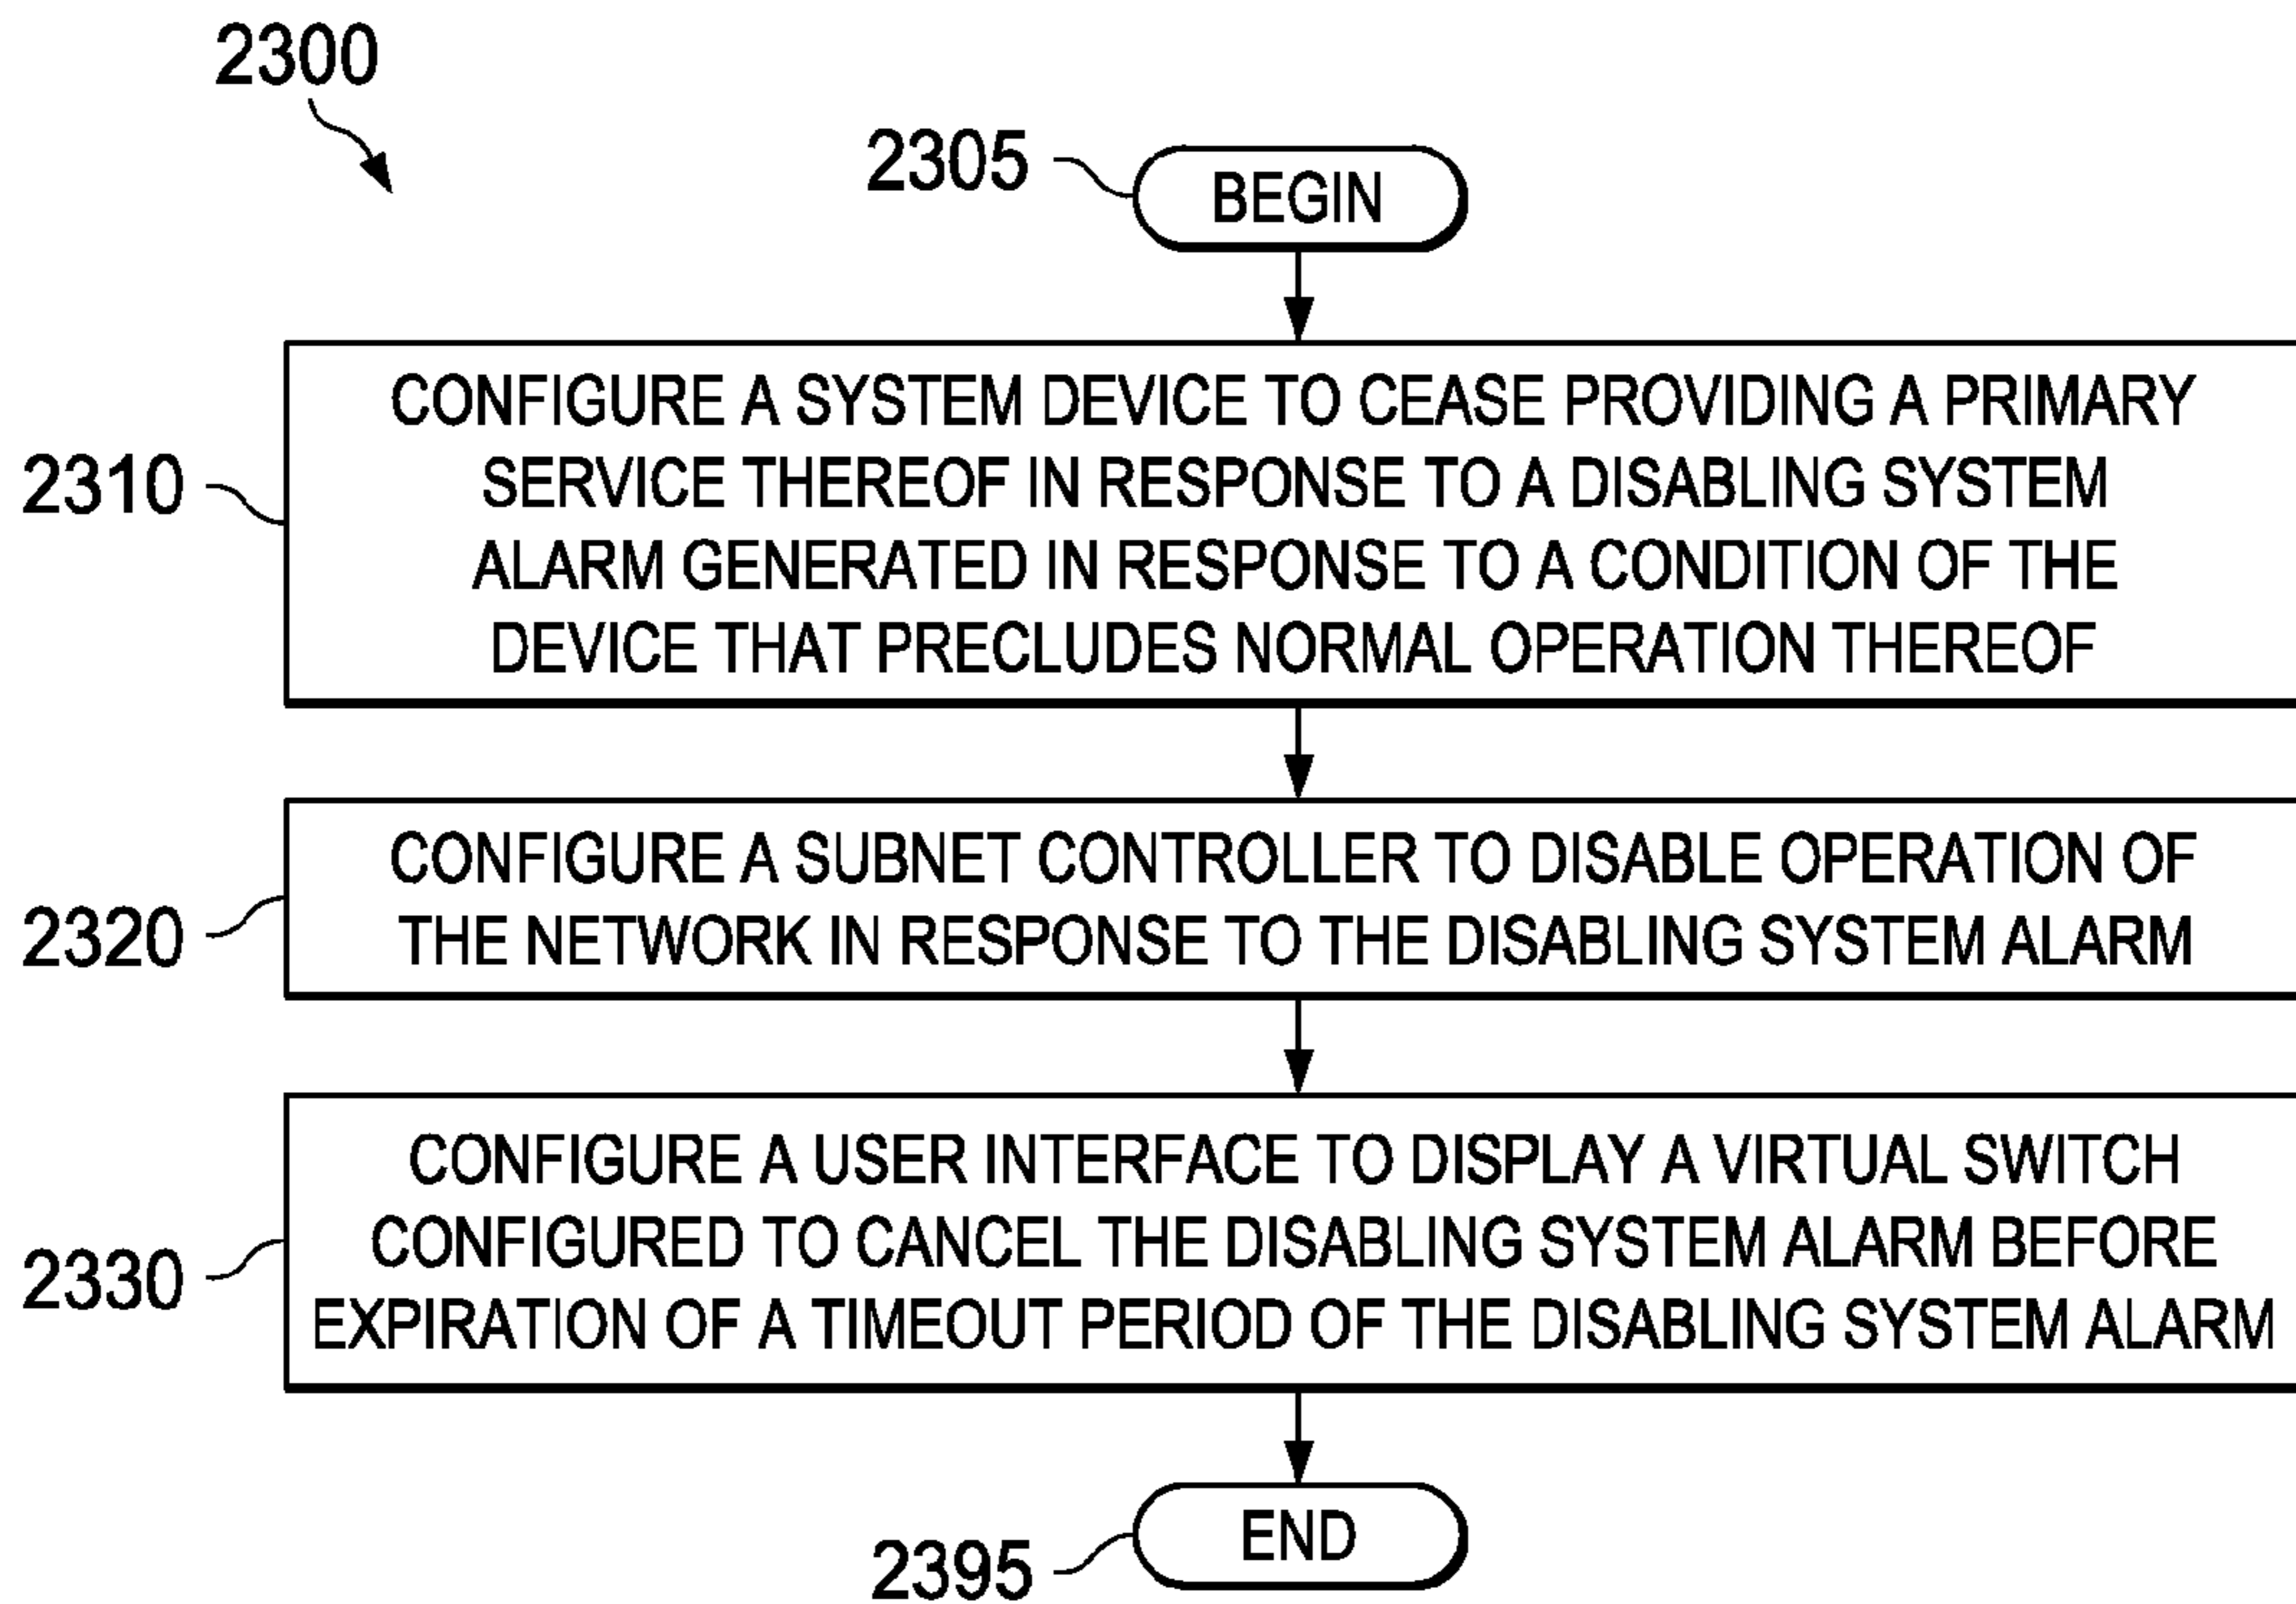 2300
2305
BEGIN
CONFIGURE A SYSTEM DEVICE TO CEASE PROVIDING A PRIMARY
SERVICE THEREOF IN RESPONSE TO A DISABLING SYSTEM
ALARM GENERATED IN RESPONSE TO A CONDITION OF THE
DEVICE THAT PRECLUDES NORMAL OPERATION THEREOF
2310
CONFIGURE A SUBNET CONTROLLER TO DISABLE OPERATION OF
THE NETWORK IN RESPONSE TO THE DISABLING SYSTEM ALARM
2320
CONFIGURE A USER INTERFACE TO DISPLAY A VIRTUAL SWITCH
CONFIGURED TO CANCEL THE DISABLING SYSTEM ALARM BEFORE
EXPIRATION OF A TIMEOUT PERIOD OF THE DISABLING SYSTEM ALARM
2330
END
2395